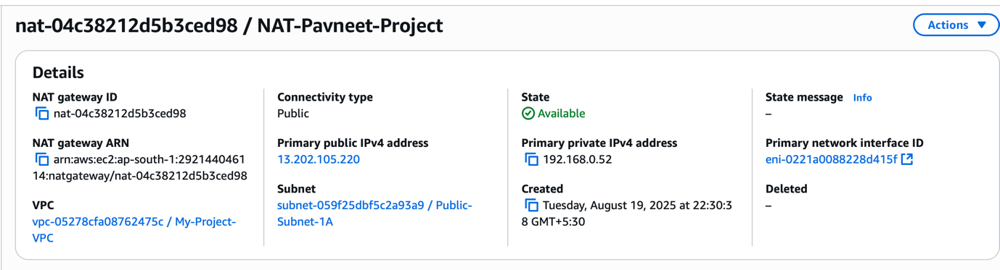 nat-04c38212d5b3ced98 / NAT-Pavneet-Project
Actions
Details
NAT gateway ID
nat-04c38212d5b3ced98
NAT gateway ARN
arn:aws:ec2:ap-south-1:2921440461
14:natgateway/nat-04c38212d5b3ced98
VPC
vpc-05278cfa08762475c / My-Project-
VPC
Connectivity type
Public
Primary public IPv4 address
13.202.105.220
Subnet
subnet-059f25dbf5c2a93a9 / Public-
Subnet-1A
State
Available
Primary private IPv4 address
192.168.0.52
Created
Tuesday, August 19, 2025 at 22:30:3
8 GMT+5:30
State message Info
–
Primary network interface ID
eni-0221a0088228d415f
Deleted
–